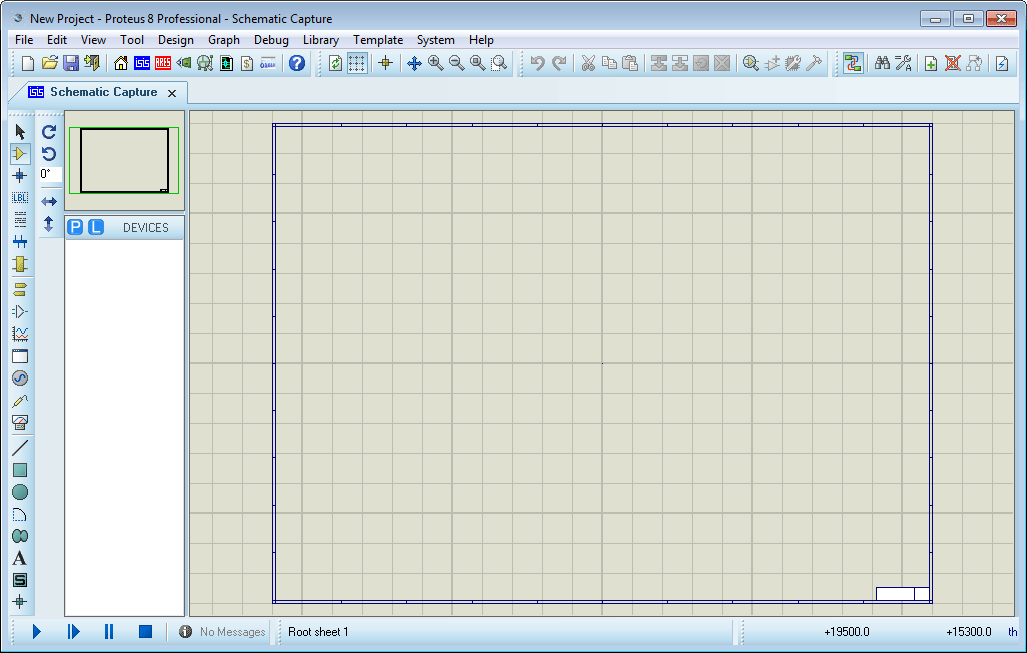 New Project - Proteus 8 Professional - Schematic Capture
File Edit View Tool Design Graph Debug Library Template System Help
ISIS ARES $ ?
ISIS Schematic Capture
0°
LBL
P L DEVICES
A
S
No Messages Root sheet 1 +19500.0 +15300.0 th